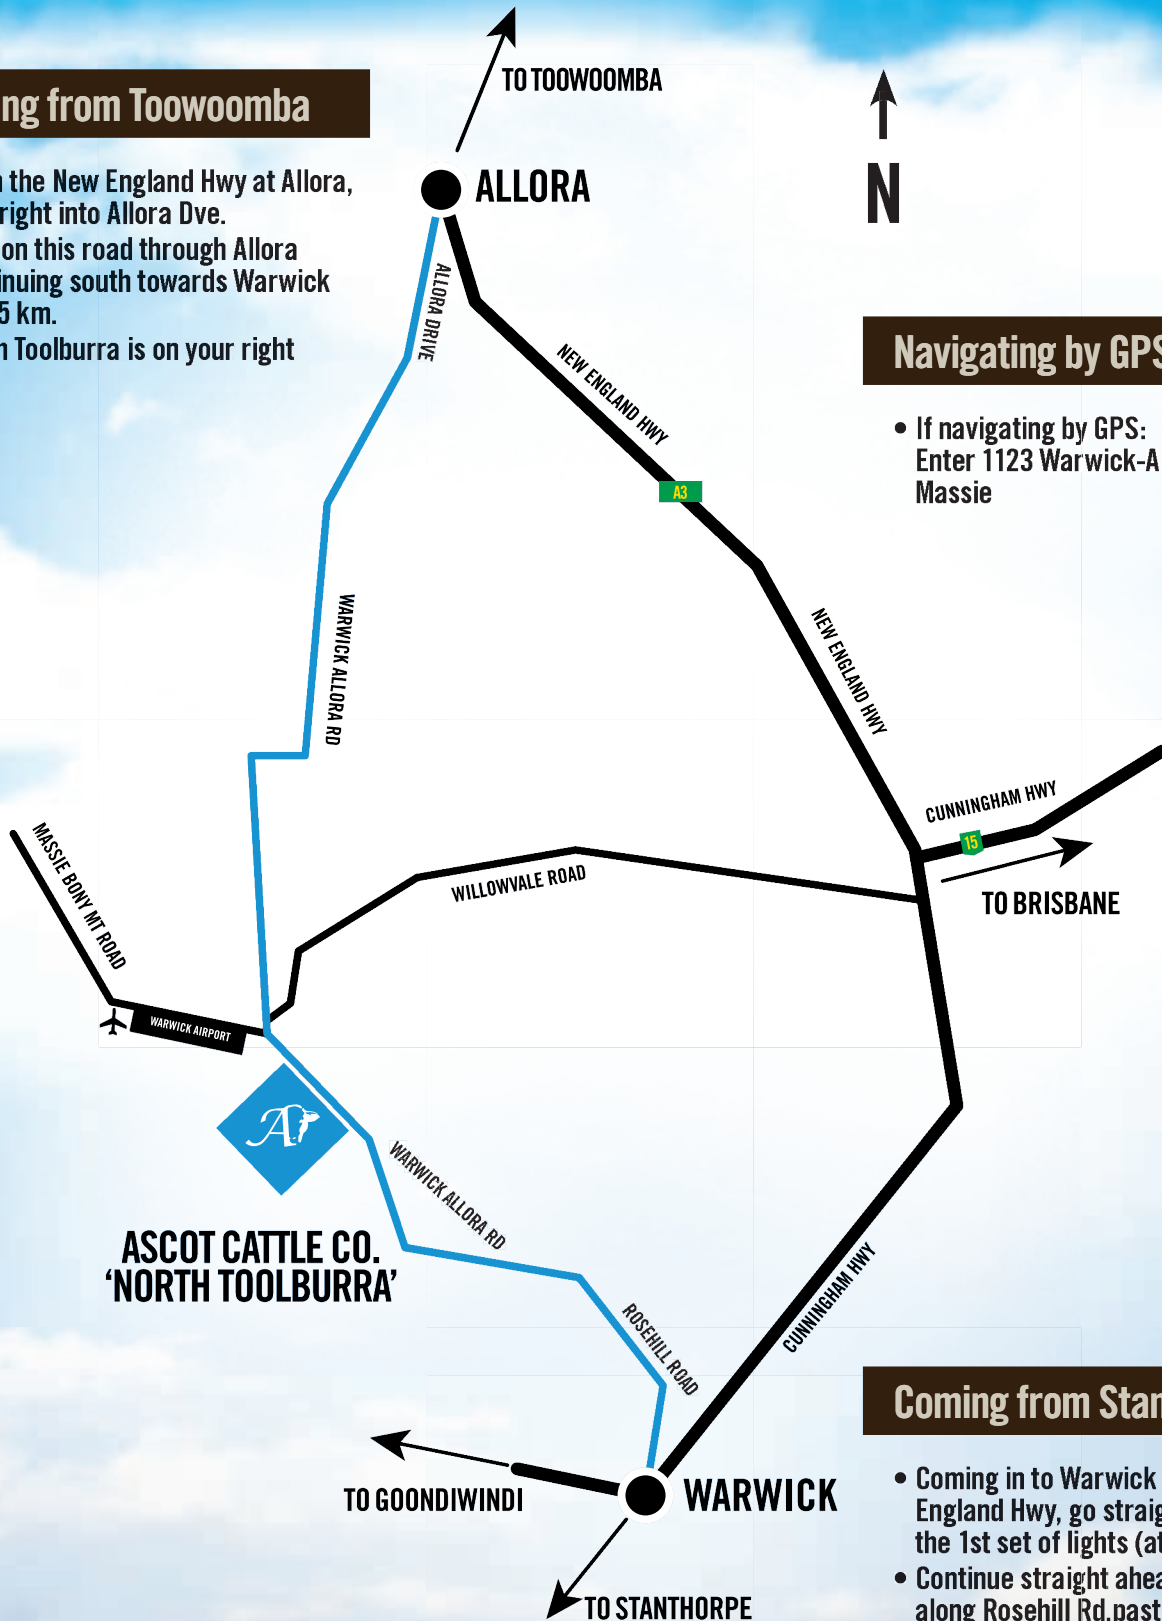 TO TOOWOOMBA
ng from Toowoomba
N
ALLORA
the New England Hwy at Allora,
right into Allora Dve.
on this road through Allora
inuing south towards Warwick
5 km.
Toolburra is on your right
ALLORA DRIVE
NEW ENGLAND HWY
A3
Navigating by GPS
• If navigating by GPS:
Enter 1123 Warwick-A
Massie
WARWICK ALLORA RD
NEW ENGLAND HWY
CUNNINGHAM HWY
15
TO BRISBANE
MASSIE BONY MT ROAD
WILLOWVALE ROAD
WARWICK AIRPORT
A
WARWICK ALLORA RD
ASCOT CATTLE CO.
‘NORTH TOOLBURRA’
CUNNINGHAM HWY
ROSEHILL ROAD
Coming from Stan
TO GOONDIWINDI
WARWICK
• Coming in to Warwick
England Hwy, go straig
the 1st set of lights (at
• Continue straight ahea
along Rosehill Rd.past
TO STANTHORPE